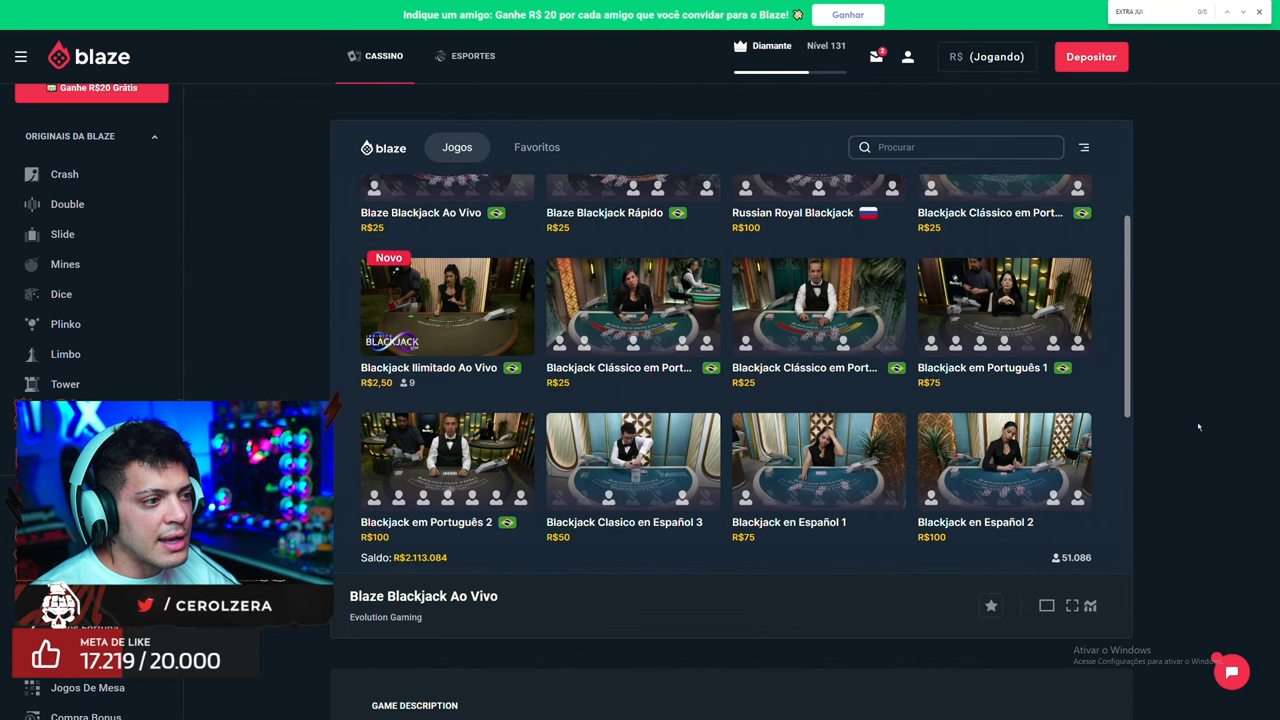 Indique um amigo: Ganhe R$ 20 por cada amigo que você convidar para o Blaze!
Ganhar
EXTRA JUI
0/0
blaze
CASSINO
ESPORTES
Diamante
Nível 131
2
R$ (Jogando)
Depositar
Ganhe R$20 Grátis
ORIGINAIS DA BLAZE
Crash
Double
Slide
Mines
Dice
Plinko
Limbo
Tower
blaze
Jogos
Favoritos
Procurar
Blaze Blackjack Ao Vivo
R$25
Blaze Blackjack Rápido
R$25
Russian Royal Blackjack
R$100
Blackjack Clássico em Port...
R$25
Novo
BLACKJACK
Blackjack Ilimitado Ao Vivo
R$2,50 9
Blackjack Clássico em Port...
R$25
Blackjack Clássico em Port...
R$25
Blackjack em Português 1
R$75
Blackjack em Português 2
R$100
Blackjack Clasico en Español 3
R$50
Blackjack en Español 1
R$75
Blackjack en Español 2
R$100
Saldo: R$2.113.084
51.086
Blaze Blackjack Ao Vivo
Evolution Gaming
CEROLZERA
META DE LIKE
17.219 / 20.000
Jogos De Mesa
Compra Bonus
GAME DESCRIPTION
Ativar o Windows
Acesse Configurações para ativar o Windows.